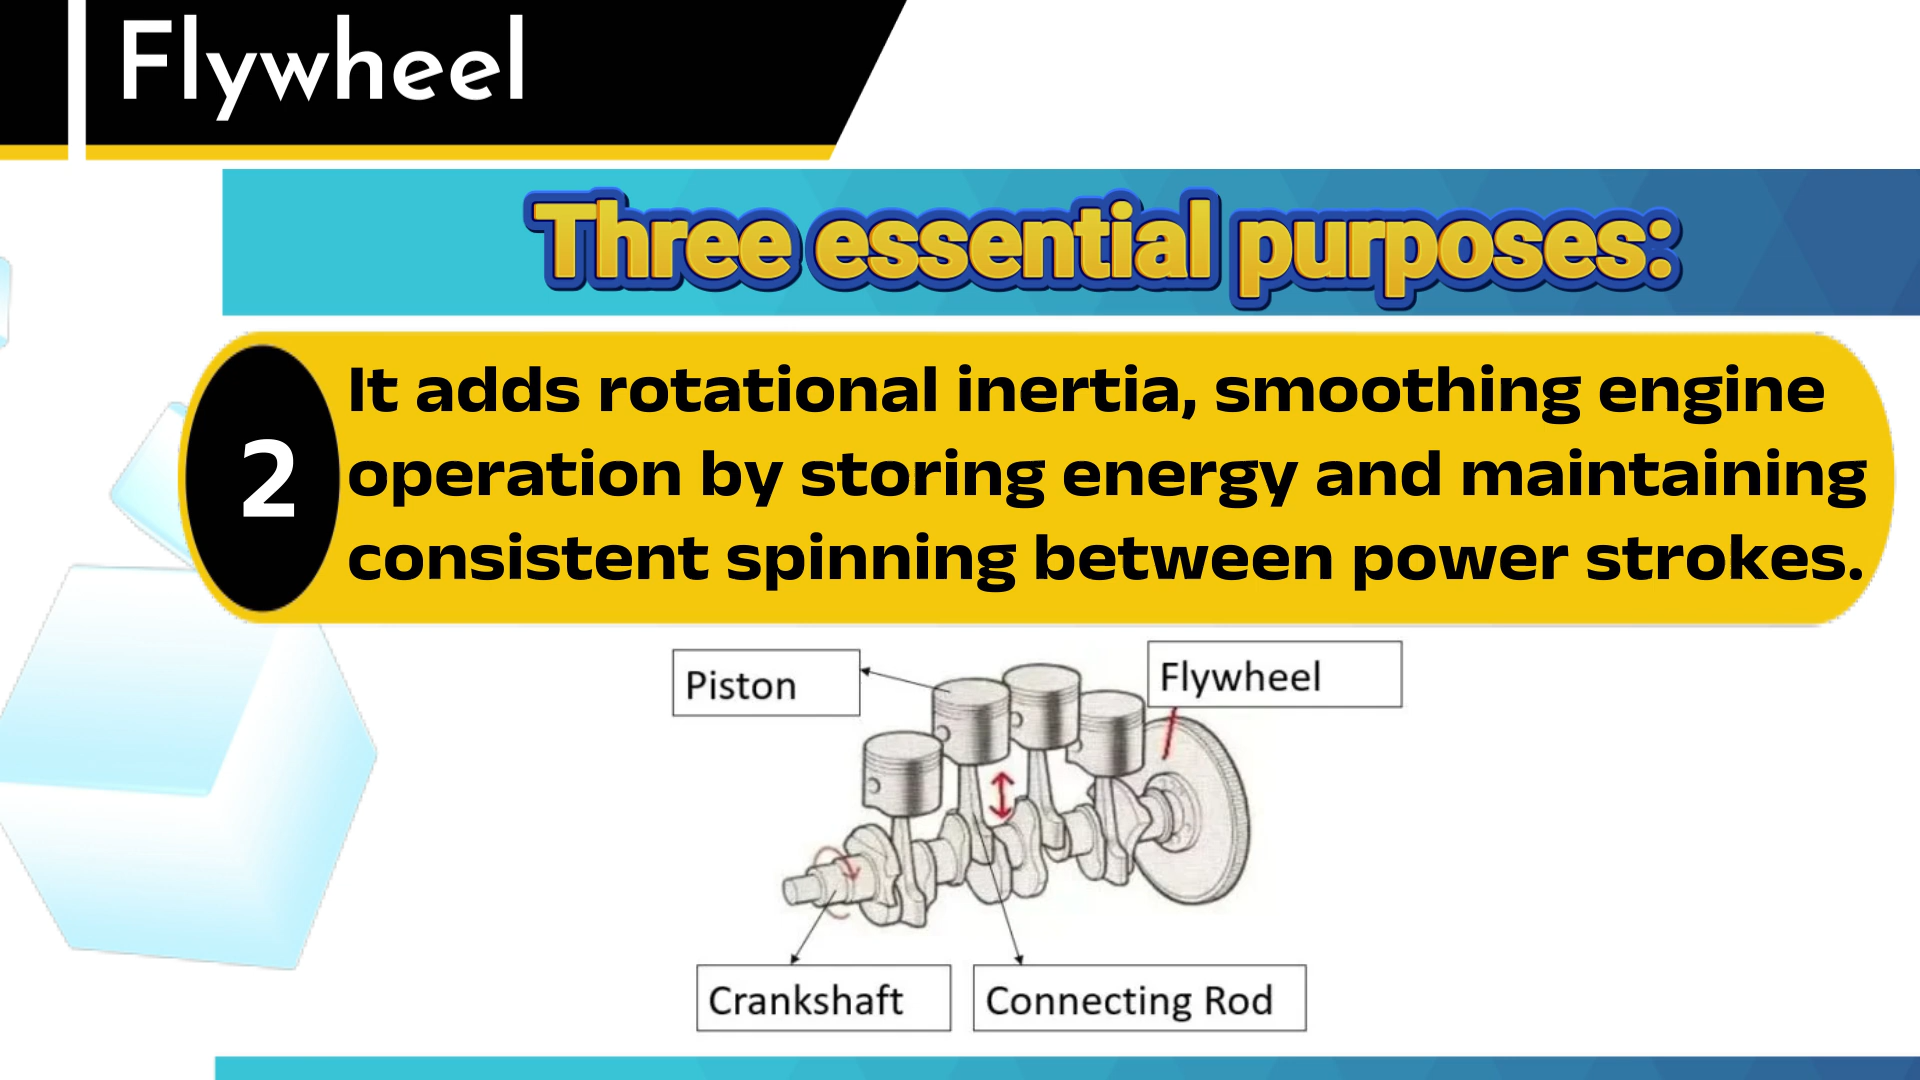 Flywheel
Three essential purposes:
2
It adds rotational inertia, smoothing engine
operation by storing energy and maintaining
consistent spinning between power strokes.
Piston
Flywheel
Crankshaft
Connecting Rod